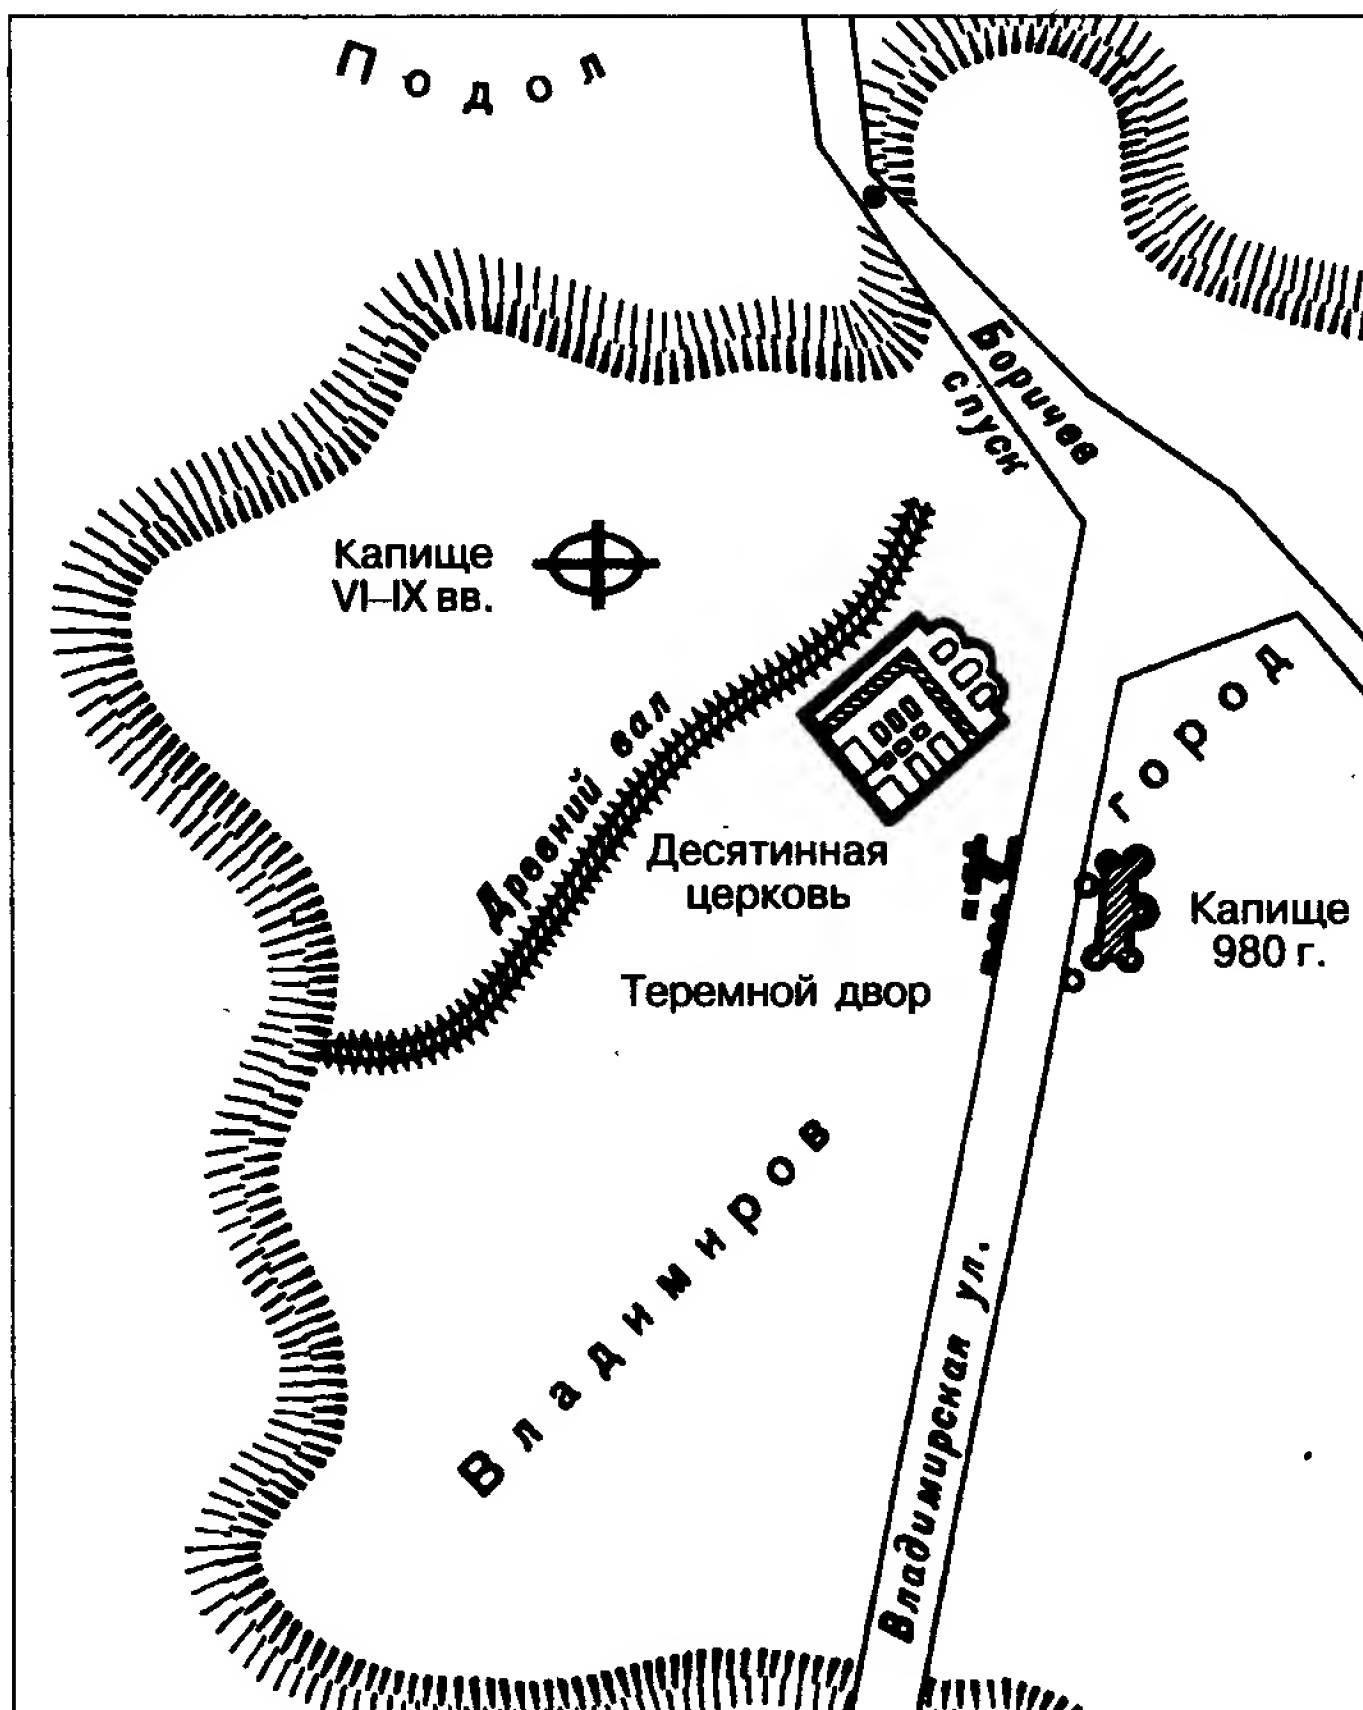 Подол
Боричев
спуск
Капище
VI–IX вв.
Древний вал
город
Десятинная
церковь
Капище
980 г.
Теремной двор
Владимиров
Владимирская ул.